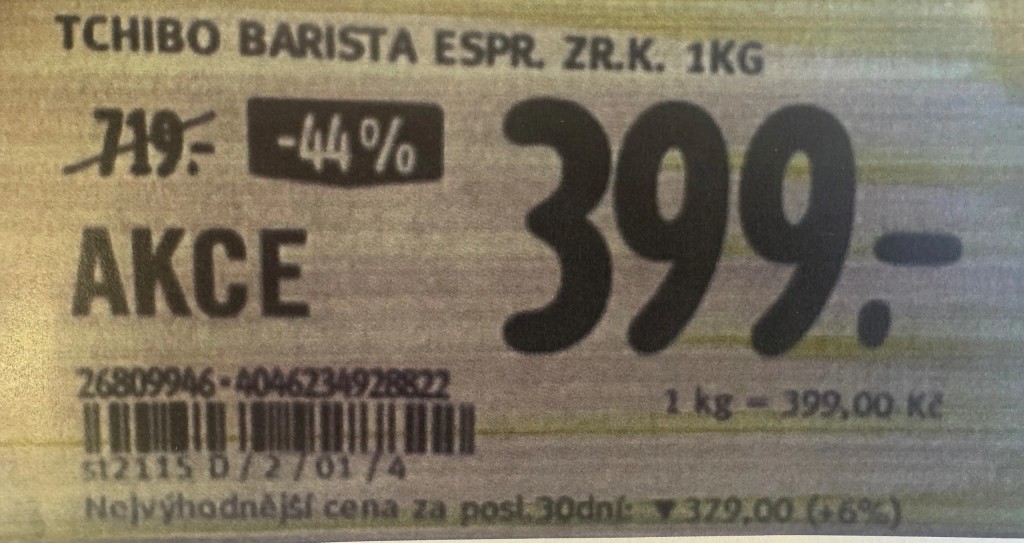 TCHIBO BARISTA ESPR. ZR.K. 1KG
719.- -44% 399.-
AKCE
26809946-4046234928822
1 kg = 399,00 Kč
st2115 D/2/01/4
Nejvýhodnější cena za posl.30dní: ▼379,00 (+6%)